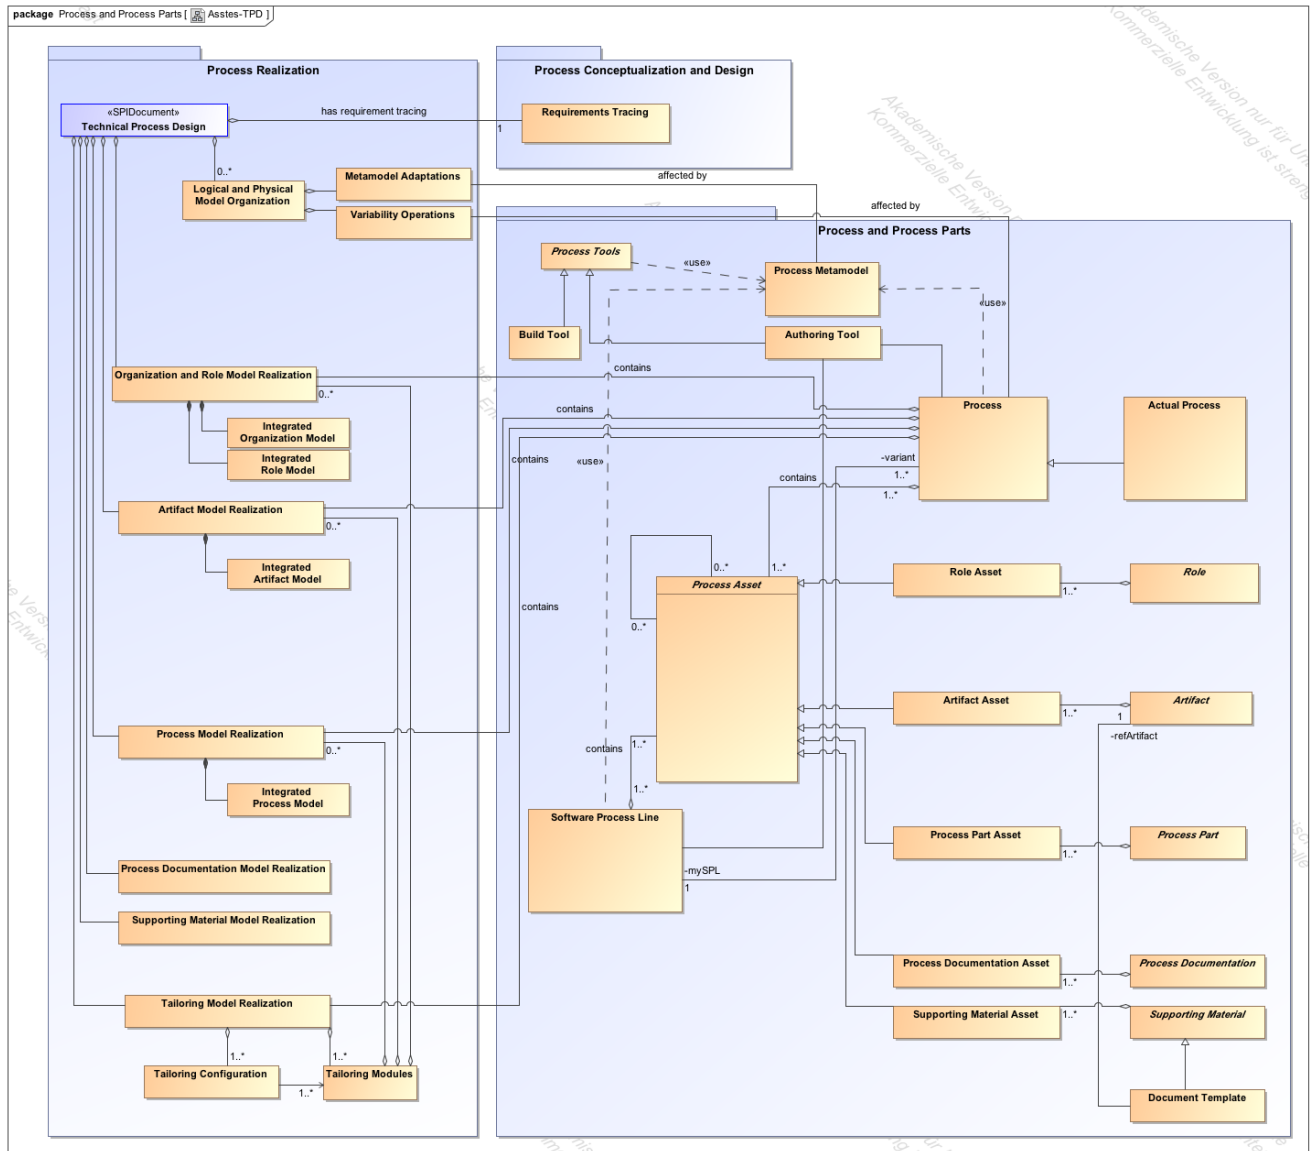 package Process and Process Parts [ Asstes-TPD ]
Process Realization
Process Conceptualization and Design
«SPIDocument»
Technical Process Design
has requirement tracing
1
Requirements Tracing
0..*
Logical and Physical
Model Organization
Metamodel Adaptations
Variability Operations
affected by
affected by
Process and Process Parts
Process Tools
«use»
Process Metamodel
«use»
Build Tool
Authoring Tool
Organization and Role Model Realization
0..*
contains
Process
Actual Process
contains
Integrated
Organization Model
Integrated
Role Model
contains
«use»
-variant
1..*
contains
1..*
Artifact Model Realization
0..*
Integrated
Artifact Model
0..*
1..*
Process Asset
0..*
Role Asset
1..*
Role
contains
Artifact Asset
1..*
Artifact
1
-refArtifact
Process Model Realization
0..*
contains
1..*
1..*
Integrated
Process Model
Software Process Line
Process Part Asset
1..*
Process Part
-mySPL
1
Process Documentation Model Realization
Supporting Material Model Realization
Process Documentation Asset
1..*
Process Documentation
Tailoring Model Realization
Supporting Material Asset
1..*
Supporting Material
1..*
1..*
Tailoring Configuration
1..*
Tailoring Modules
Document Template
Akademische Version
Kommerzielle Entwicklung ist streng